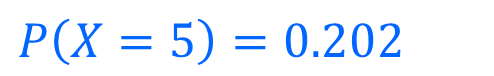 P(X = 5) = 0.202